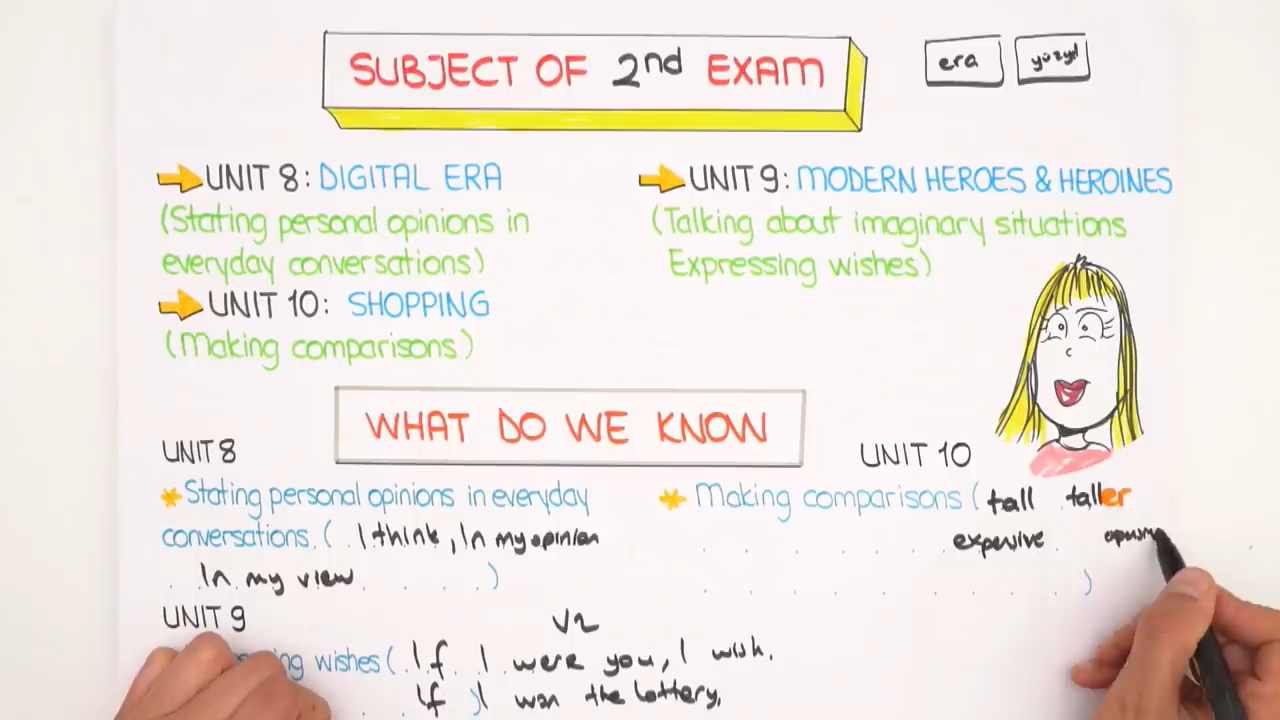 SUBJECT OF 2nd EXAM
era
yüzyıl
UNIT 8: DIGITAL ERA
(Stating personal opinions in
everyday conversations)
UNIT 10: SHOPPING
(Making comparisons)
UNIT 9: MODERN HEROES & HEROINES
(Talking about imaginary situations
Expressing wishes)
WHAT DO WE KNOW
UNIT 8
* Stating personal opinions in everyday
conversations. ( I think, In my opinion
In my view )
UNIT 10
* Making comparisons ( tall taller
expensive
)
UNIT 9
V2
wishes ( If I were you, I wish.
If ) I won the lottery.